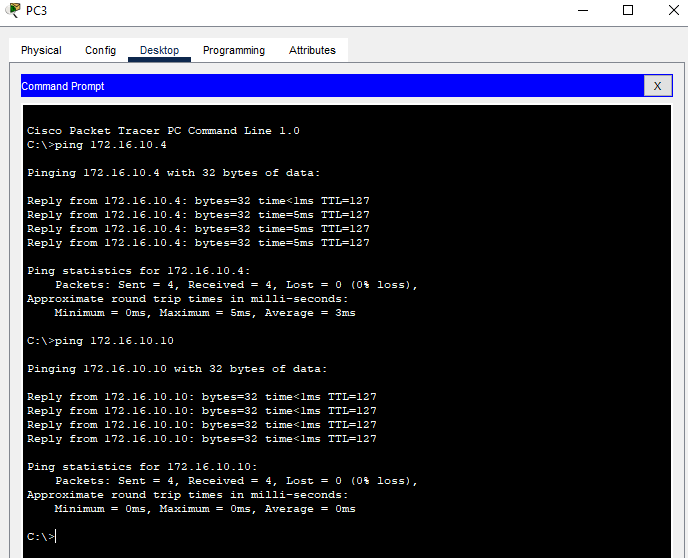 PC3
Physical Config Desktop Programming Attributes
Command Prompt X
Cisco Packet Tracer PC Command Line 1.0
C:\>ping 172.16.10.4
Pinging 172.16.10.4 with 32 bytes of data:
Reply from 172.16.10.4: bytes=32 time<1ms TTL=127
Reply from 172.16.10.4: bytes=32 time=5ms TTL=127
Reply from 172.16.10.4: bytes=32 time=5ms TTL=127
Reply from 172.16.10.4: bytes=32 time=5ms TTL=127
Ping statistics for 172.16.10.4:
    Packets: Sent = 4, Received = 4, Lost = 0 (0% loss),
Approximate round trip times in milli-seconds:
    Minimum = 0ms, Maximum = 5ms, Average = 3ms
C:\>ping 172.16.10.10
Pinging 172.16.10.10 with 32 bytes of data:
Reply from 172.16.10.10: bytes=32 time<1ms TTL=127
Reply from 172.16.10.10: bytes=32 time<1ms TTL=127
Reply from 172.16.10.10: bytes=32 time<1ms TTL=127
Reply from 172.16.10.10: bytes=32 time<1ms TTL=127
Ping statistics for 172.16.10.10:
    Packets: Sent = 4, Received = 4, Lost = 0 (0% loss),
Approximate round trip times in milli-seconds:
    Minimum = 0ms, Maximum = 0ms, Average = 0ms
C:\>